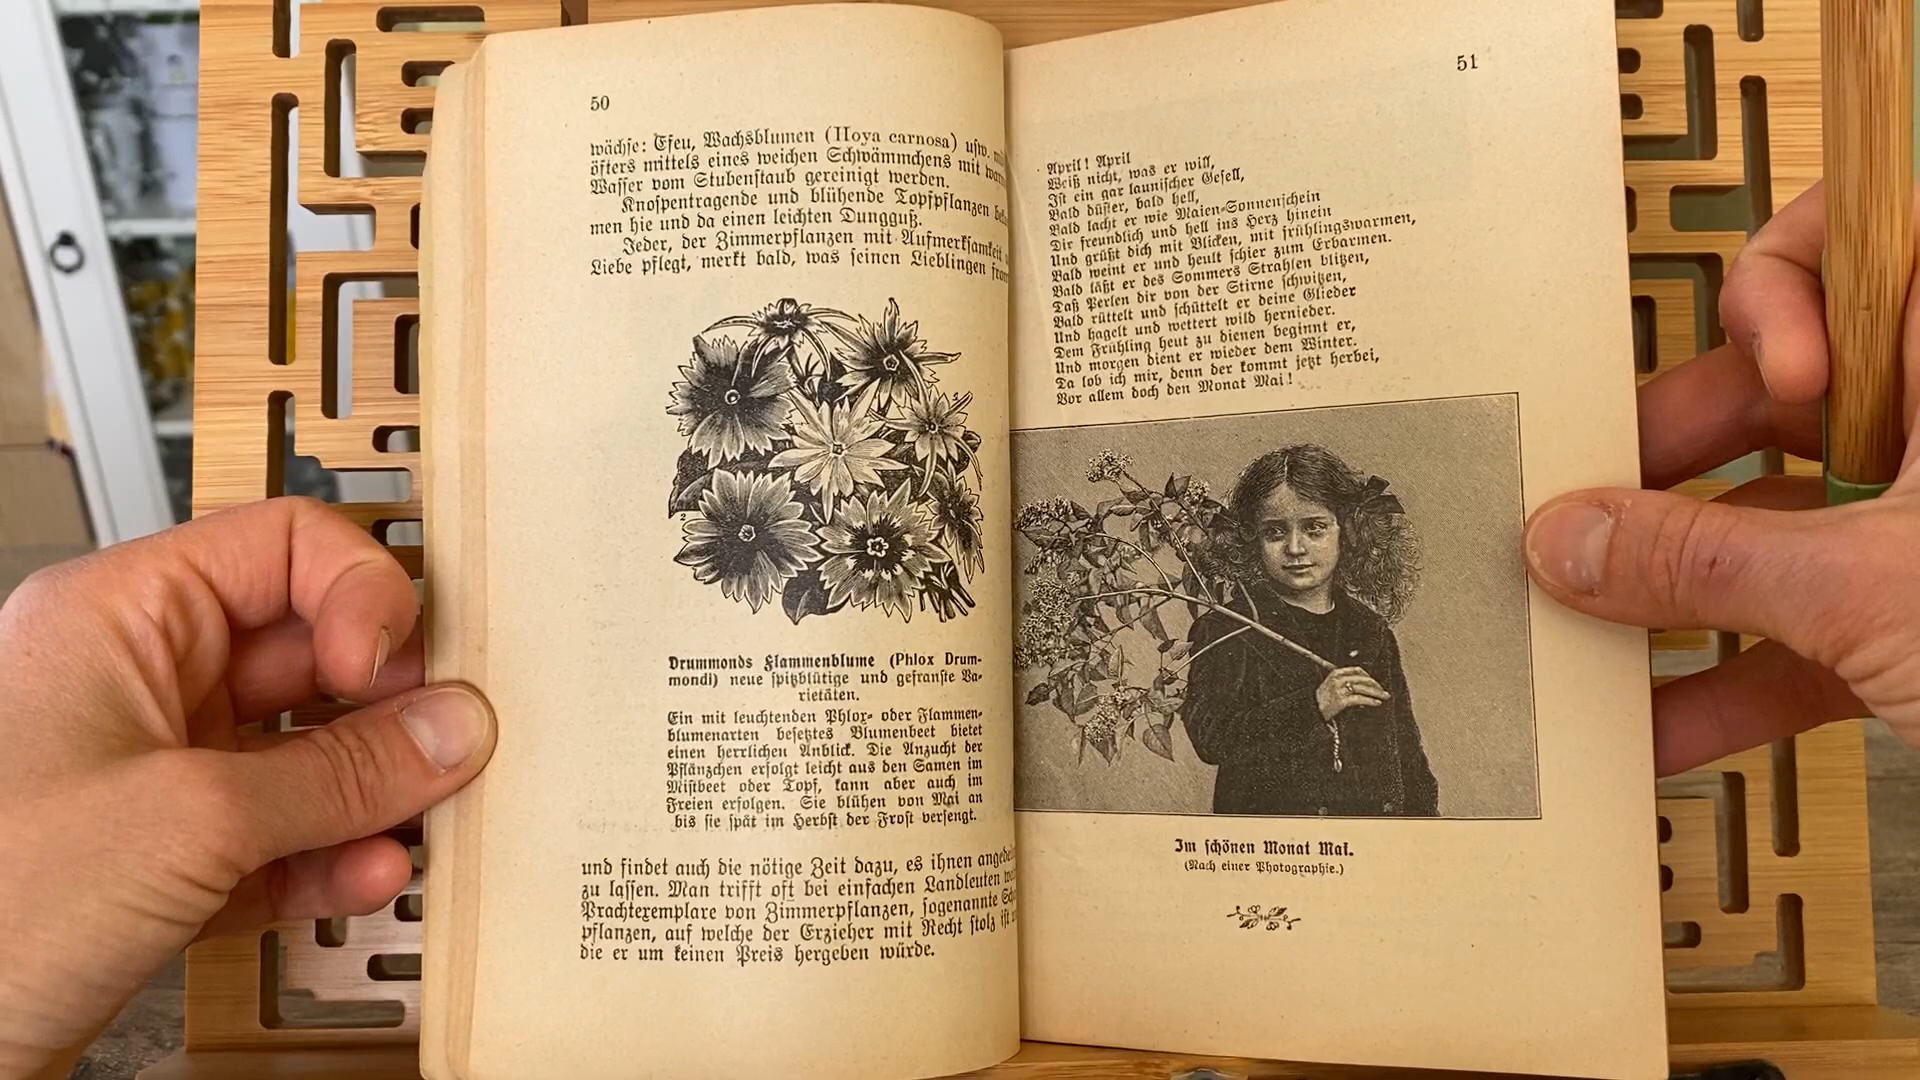 50
wächse: Efeu, Wachsblumen (Hoya carnosa) usw.
öfters mittels eines weichen Schwämmchens mit
Wasser vom Stubenstaub gereinigt werden.
Knospentragende und blühende Topfpflanzen
men hie und da einen leichten Dungguß.
Jeder, der Zimmerpflanzen mit Aufmerksamkeit
Liebe pflegt, merkt bald, was seinen Lieblingen
Drummonds Flammenblume (Phlox Drum-
mondi) neue spitzblütige und gefranste Va-
rietäten.
Ein mit leuchtenden Phlox- oder Flammen-
blumenarten besetztes Blumenbeet bietet
einen herrlichen Anblick. Die Anzucht der
Pflänzchen erfolgt leicht aus den Samen im
Mistbeet oder Topf, kann aber auch im
Freien erfolgen. Sie blühen von Mai an
bis sie spät im Herbst der Frost versengt.
und findet auch die nötige Zeit dazu, es ihnen
zu lassen. Man trifft oft bei einfachen Landleuten
Prachtexemplare von Zimmerpflanzen, sogenannte
pflanzen, auf welche der Erzieher mit Recht stolz ist
die er um keinen Preis hergeben würde.
51
April! April
Weiß nicht, was er will,
Ist ein gar launischer Gesell,
Bald düster, bald hell,
Bald lacht er wie Maien-Sonnenschein
Dir freundlich und hell ins Herz hinein
Und grüßt dich mit Blicken, mit frühlingswarmen,
Bald weint er und heult schier zum Erbarmen.
Bald läßt er des Sommers Strahlen blitzen,
Daß Perlen dir von der Stirne schwitzen,
Bald rüttelt und schüttelt er deine Glieder
Und hagelt und wettert wild hernieder.
Dem Frühling heut zu dienen beginnt er,
Und morgen dient er wieder dem Winter.
Da lob ich mir, denn der kommt jetzt herbei,
Vor allem doch den Monat Mai!
Im schönen Monat Mai.
(Nach einer Photographie.)